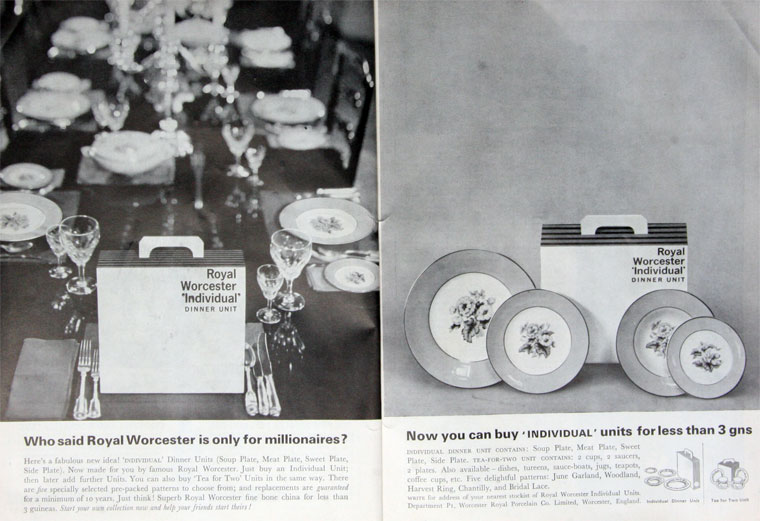 Royal
Worcester
'Individual'
DINNER UNIT
Who said Royal Worcester is only for millionaires?
Here's a fabulous new idea! 'INDIVIDUAL' Dinner Units (Soup Plate, Meat Plate, Sweet Plate,
Side Plate). Now made for you by famous Royal Worcester. Just buy an Individual Unit;
then later add further Units. You can also buy 'Tea for Two' Units in the same way. There
are five specially selected pre-packed patterns to choose from; and replacements are guaranteed
for a minimum of 10 years. Just think! Superb Royal Worcester fine bone china for less than
3 guineas. Start your own collection now and help your friends start theirs!
Royal
Worcester
'Individual'
DINNER UNIT
Now you can buy 'INDIVIDUAL' units for less than 3 gns
INDIVIDUAL DINNER UNIT CONTAINS: Soup Plate, Meat Plate, Sweet
Plate, Side Plate. TEA-FOR-TWO UNIT CONTAINS: 2 cups, 2 saucers,
2 plates. Also available – dishes, tureens, sauce-boats, jugs, teapots,
coffee cups, etc. Five delightful patterns: June Garland, Woodland,
Harvest Ring, Chantilly, and Bridal Lace.
WRITE for address of your nearest stockist of Royal Worcester Individual Units.
Department P1, Worcester Royal Porcelain Co. Limited, Worcester, England.
Individual Dinner Unit
Tea for Two Unit